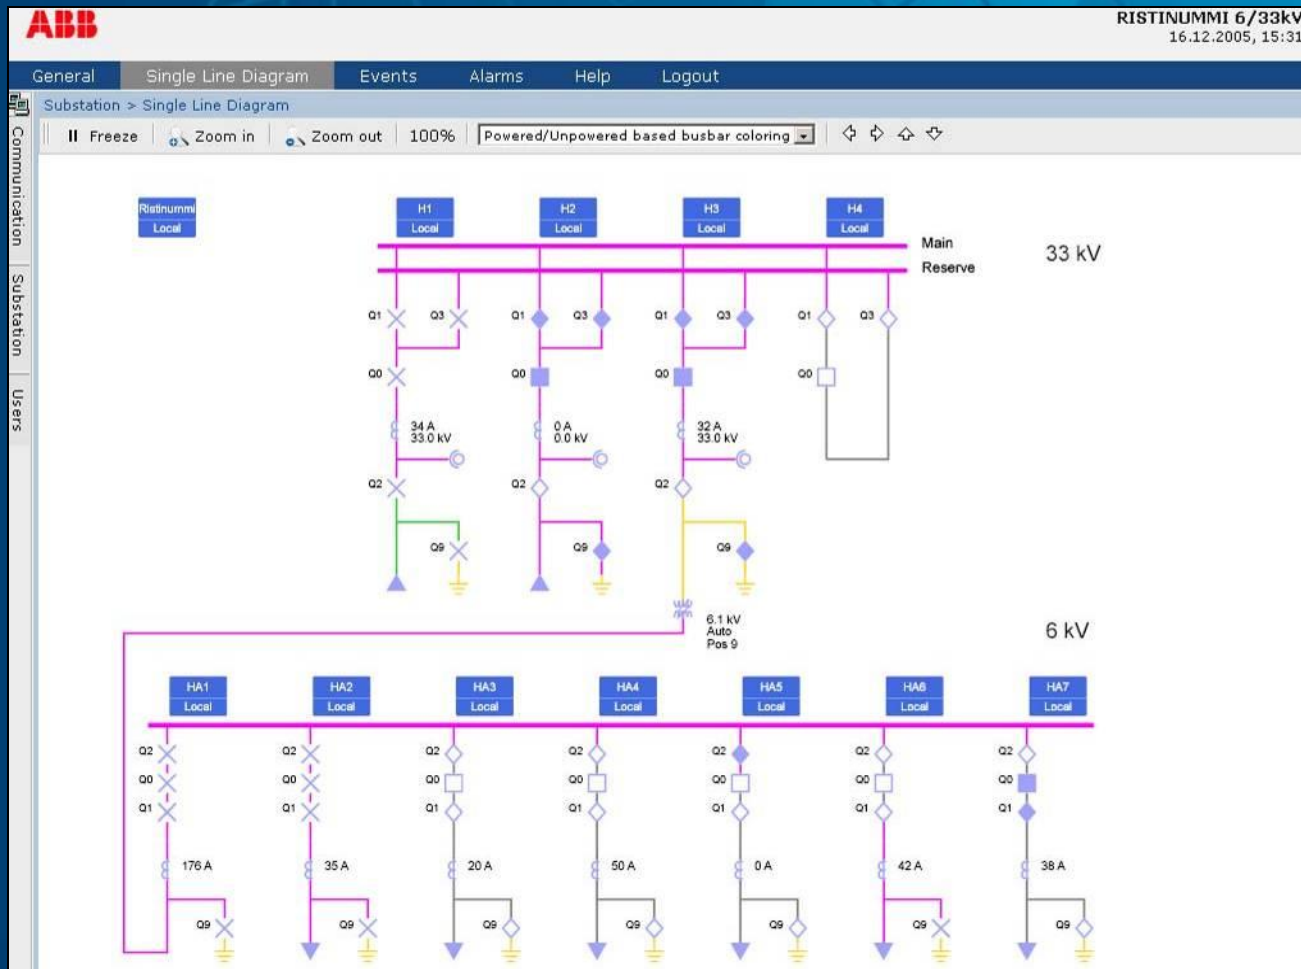 ABB
RISTINUMMI 6/33kV
16.12.2005, 15:31
General Single Line Diagram Events Alarms Help Logout
Substation > Single Line Diagram
Freeze Zoom in Zoom out 100% Powered/Unpowered based busbar coloring
Communication
Substation
Users
Ristinummi
Local
H1 H2 H3 H4
Local Local Local Local
Main
Reserve
33 kV
Q1 Q3 Q1 Q3 Q1 Q3 Q1 Q3
Q0 Q0 Q0 Q0
34 A 0 A 32 A
33.0 kV 0.0 kV 33.0 kV
Q2 Q2 Q2
Q9 Q9 Q9
6.1 kV
Auto
Pos 9
6 kV
HA1 HA2 HA3 HA4 HA5 HA6 HA7
Local Local Local Local Local Local Local
Q2 Q2 Q2 Q2 Q2 Q2 Q2
Q0 Q0 Q0 Q0 Q0 Q0 Q0
Q1 Q1 Q1 Q1 Q1 Q1 Q1
176 A 35 A 20 A 50 A 0 A 42 A 38 A
Q9 Q9 Q9 Q9 Q9 Q9 Q9